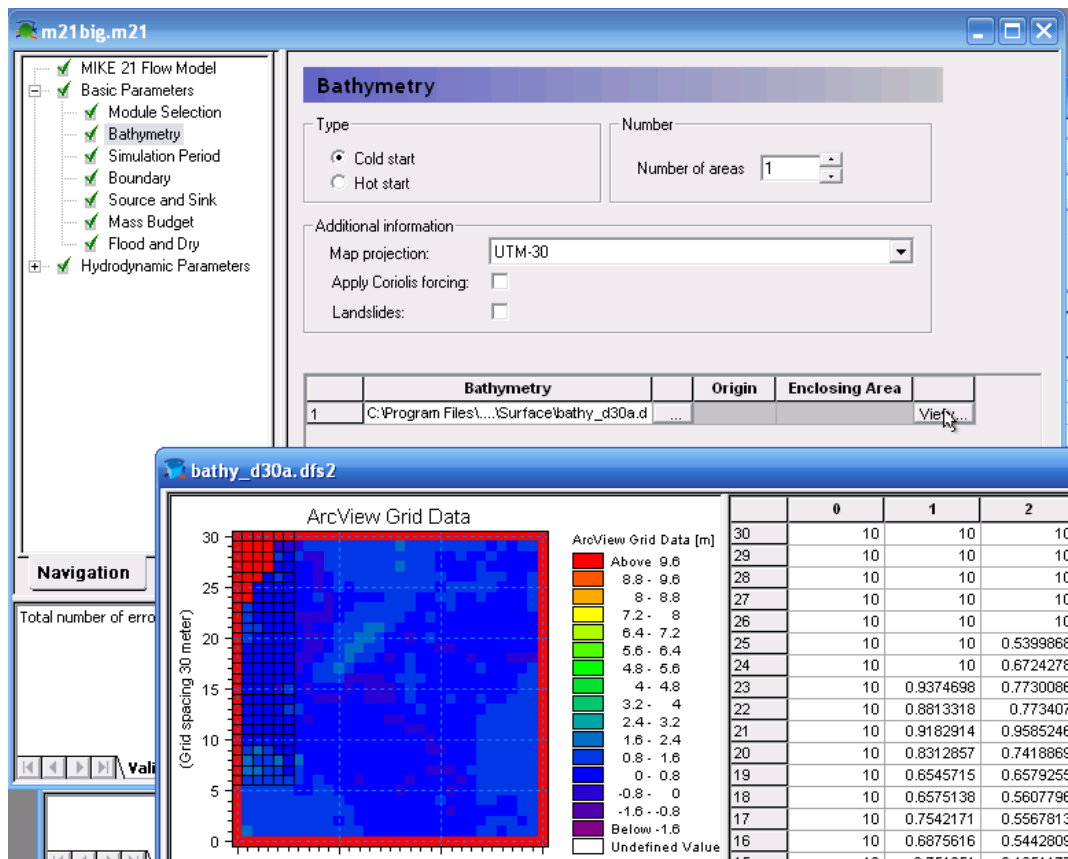 m21big.m21
MIKE 21 Flow Model
Basic Parameters
Module Selection
Bathymetry
Simulation Period
Boundary
Source and Sink
Mass Budget
Flood and Dry
Hydrodynamic Parameters
Navigation
Total number of erro
Vali
Bathymetry
Type
Cold start
Hot start
Number
Number of areas 1
Additional information
Map projection: UTM-30
Apply Coriolis forcing:
Landslides:
Bathymetry Origin Enclosing Area
1 C:\Program Files\....\Surface\bathy_d30a.d ... View...
bathy_d30a.dfs2
ArcView Grid Data
(Grid spacing 30 meter)
30
25
20
15
10
5
0
ArcView Grid Data [m]
Above 9.6
8.8 - 9.6
8 - 8.8
7.2 - 8
6.4 - 7.2
5.6 - 6.4
4.8 - 5.6
4 - 4.8
3.2 - 4
2.4 - 3.2
1.6 - 2.4
0.8 - 1.6
0 - 0.8
-0.8 - 0
-1.6 - -0.8
Below -1.6
Undefined Value
0 1 2
30 10 10 10
29 10 10 10
28 10 10 10
27 10 10 10
26 10 10 10
25 10 10 0.5399868
24 10 10 0.6724278
23 10 0.9374698 0.7730086
22 10 0.8813318 0.773407
21 10 0.9182914 0.9585246
20 10 0.8312857 0.7418869
19 10 0.6545715 0.6579255
18 10 0.6575138 0.5607796
17 10 0.7542171 0.5567813
16 10 0.6875616 0.5442809